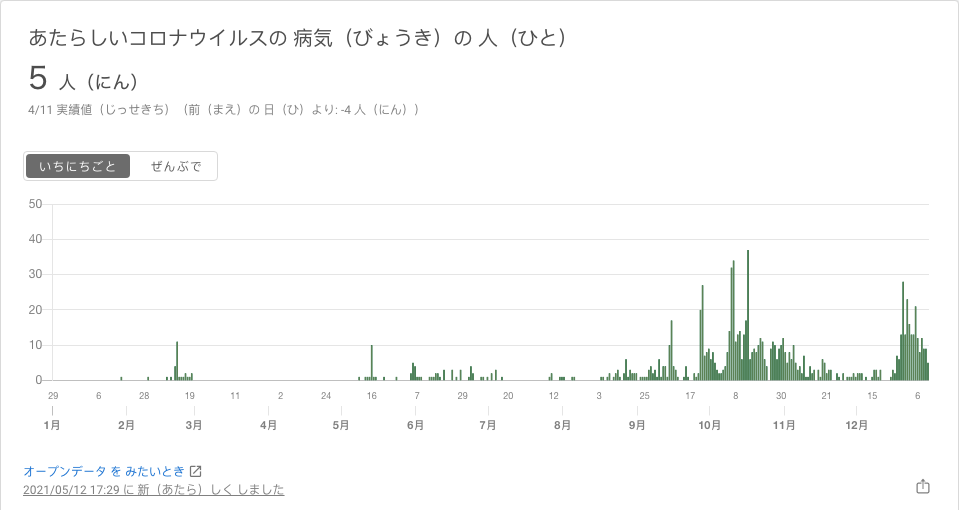 あたらしいコロナウイルスの 病気（びょうき）の 人（ひと）
5 人（にん）
4/11 実績値（じっせきち）（前（まえ）の 日（ひ）より: -4 人（にん））
いちにちごと ぜんぶで
50
40
30
20
10
0
29 6 28 19 11 2 24 16 7 29 20 12 3 25 17 8 30 21 15 6
1月 2月 3月 4月 5月 6月 7月 8月 9月 10月 11月 12月
オープンデータ を みたいとき
2021/05/12 17:29 に 新（あたら）しく しました